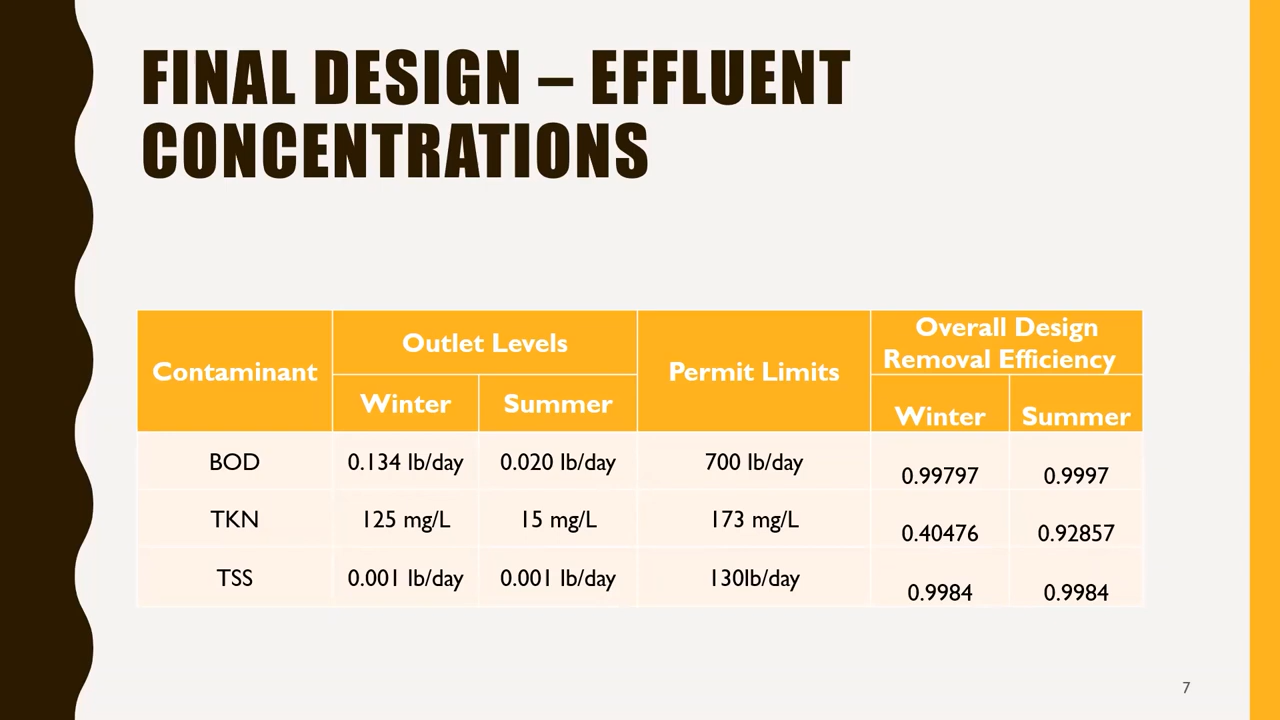 FINAL DESIGN – EFFLUENT
CONCENTRATIONS
Contaminant
Outlet Levels
Permit Limits
Overall Design
Removal Efficiency
Winter
Summer
Winter
Summer
BOD
0.134 lb/day
0.020 lb/day
700 lb/day
0.99797
0.9997
TKN
125 mg/L
15 mg/L
173 mg/L
0.40476
0.92857
TSS
0.001 lb/day
0.001 lb/day
130lb/day
0.9984
0.9984
7